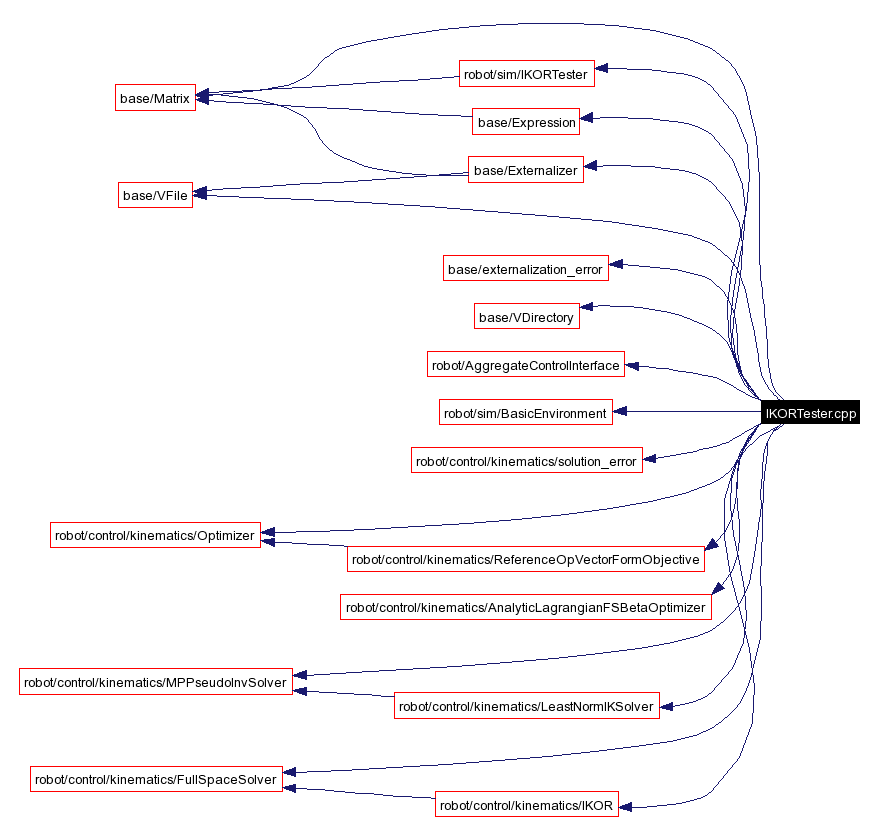 robot/sim/IKORTester
base/Matrix
base/Expression
base/Externalizer
base/VFile
base/externalization_error
base/VDirectory
robot/AggregateControlInterface
robot/sim/BasicEnvironment
IKORTester.cpp
robot/control/kinematics/solution_error
robot/control/kinematics/Optimizer
robot/control/kinematics/ReferenceOpVectorFormObjective
robot/control/kinematics/AnalyticLagrangianFSBetaOptimizer
robot/control/kinematics/MPPseudoInvSolver
robot/control/kinematics/LeastNormIKSolver
robot/control/kinematics/FullSpaceSolver
robot/control/kinematics/IKOR